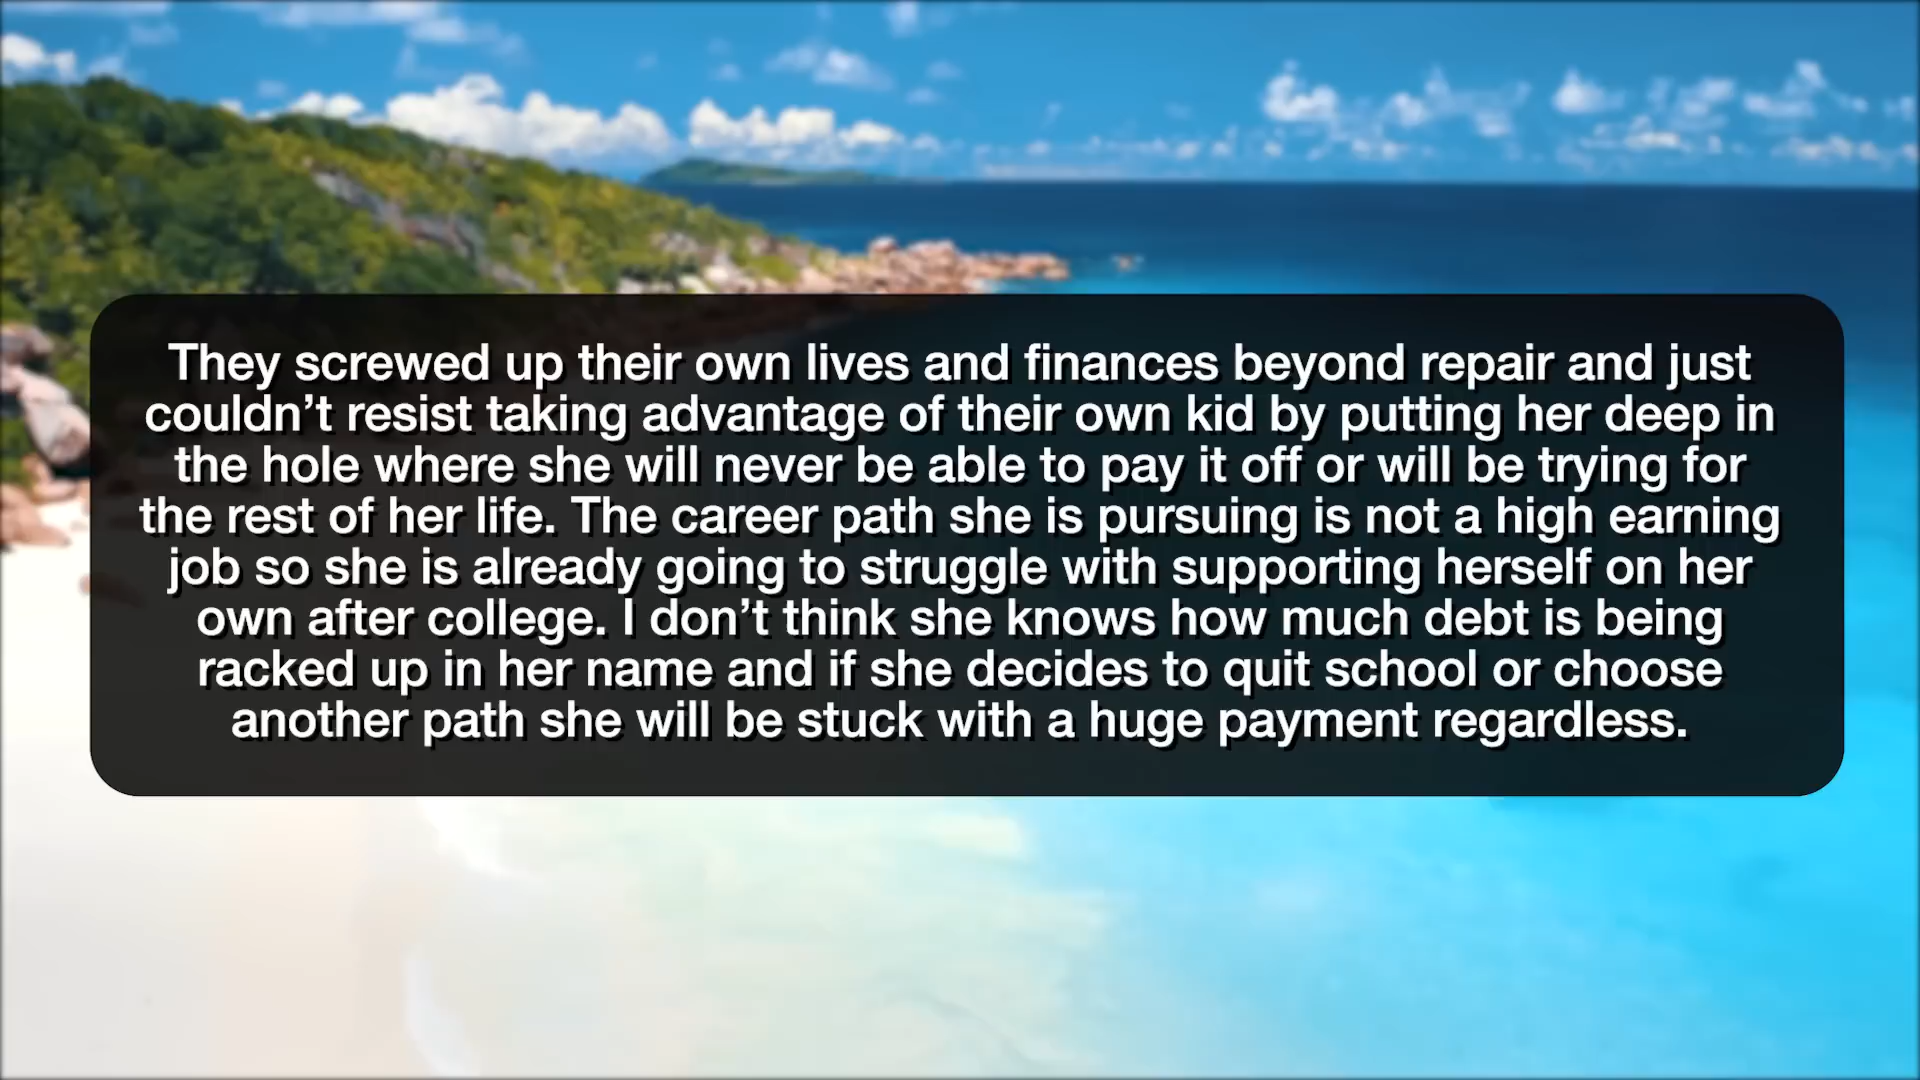 They screwed up their own lives and finances beyond repair and just
couldn’t resist taking advantage of their own kid by putting her deep in
the hole where she will never be able to pay it off or will be trying for
the rest of her life. The career path she is pursuing is not a high earning
job so she is already going to struggle with supporting herself on her
own after college. I don’t think she knows how much debt is being
racked up in her name and if she decides to quit school or choose
another path she will be stuck with a huge payment regardless.